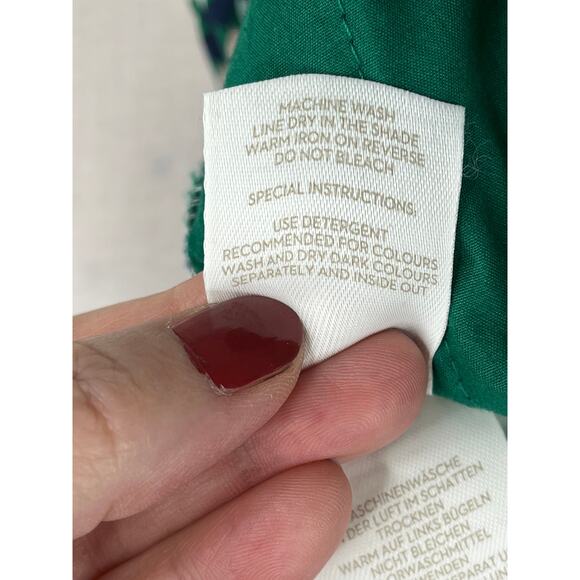 MACHINE WASH
LINE DRY IN THE SHADE
WARM IRON ON REVERSE
DO NOT BLEACH
SPECIAL INSTRUCTIONS:
USE DETERGENT
RECOMMENDED FOR COLOURS
WASH AND DRY DARK COLOURS
SEPARATELY AND INSIDE OUT
ASCHINENWÄSCHE
DER LUFT IM SCHATTEN
TROCKNEN
WARM AUF LINKS BÜGELN
NICHT BLEICHEN